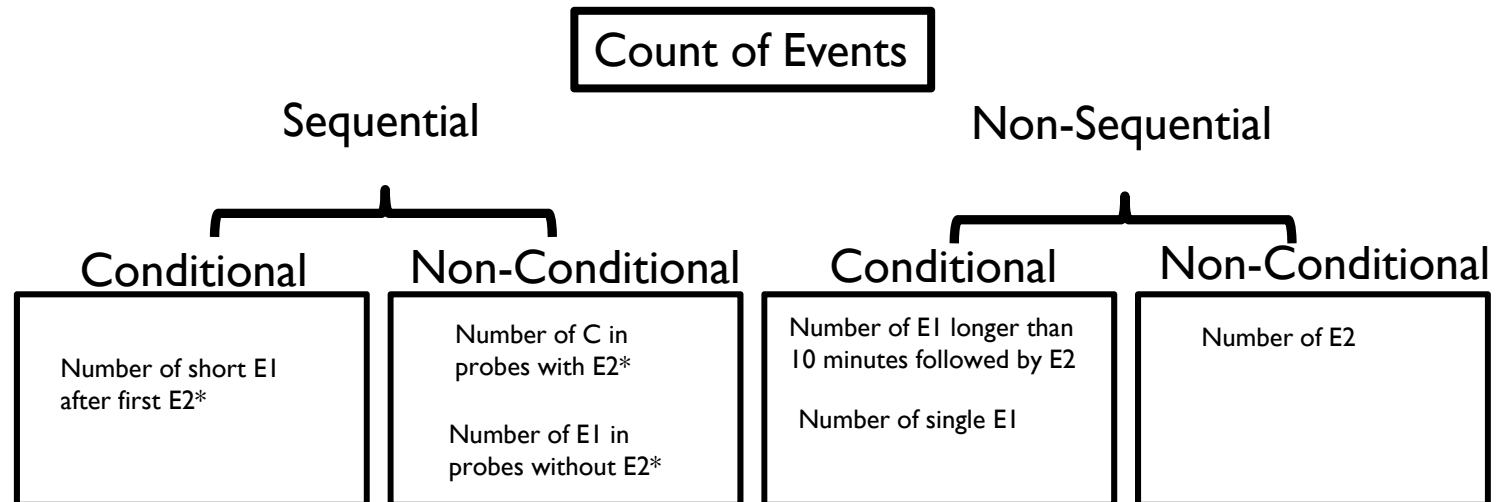 Count of Events
Sequential
Non-Sequential
Conditional
Non-Conditional
Conditional
Non-Conditional
Number of short E1
after first E2*
Number of C in
probes with E2*
Number of E1 in
probes without E2*
Number of E1 longer than
10 minutes followed by E2
Number of single E1
Number of E2